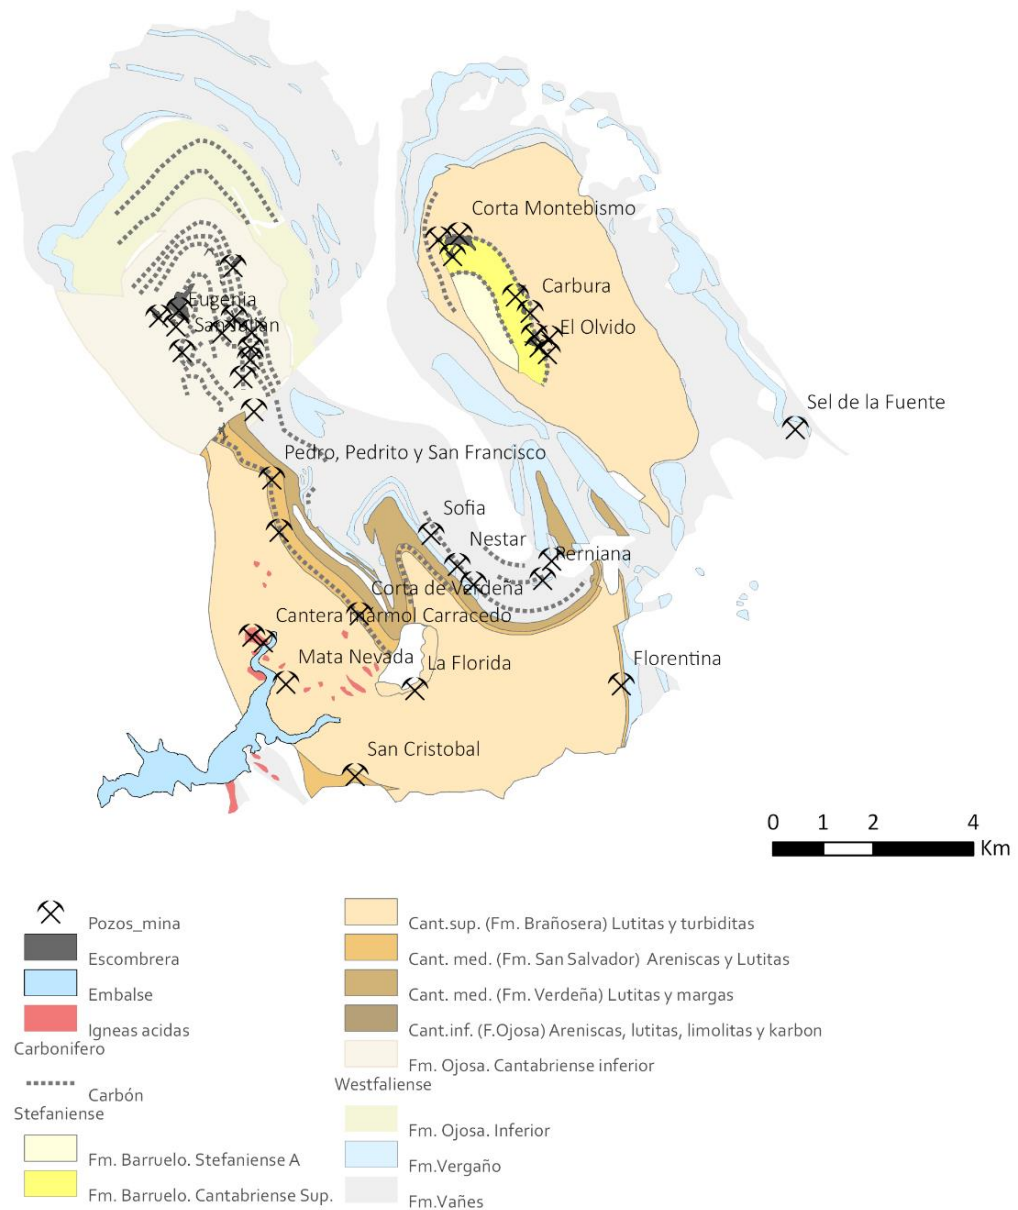 Corta Montebismo
Carbura
Eugenia
San Julian
El Olvido
Sel de la Fuente
Pedro, Pedrito y San Francisco
Sofia
Nestar
Perniana
Corta de Verdeña
Cantera mármol Carracedo
Mata Nevada
La Florida
Florentina
San Cristobal
0 1 2 4
Km
Pozos_mina
Escombrera
Embalse
Igneas acidas
Carbonifero
Carbón
Stefaniense
Fm. Barruelo. Stefaniense A
Fm. Barruelo. Cantabriense Sup.
Cant.sup. (Fm. Brañosera) Lutitas y turbiditas
Cant. med. (Fm. San Salvador) Areniscas y Lutitas
Cant. med. (Fm. Verdeña) Lutitas y margas
Cant.inf. (F.Ojosa) Areniscas, lutitas, limolitas y karbon
Fm. Ojosa. Cantabriense inferior
Westfaliense
Fm. Ojosa. Inferior
Fm.Vergaño
Fm.Vañes